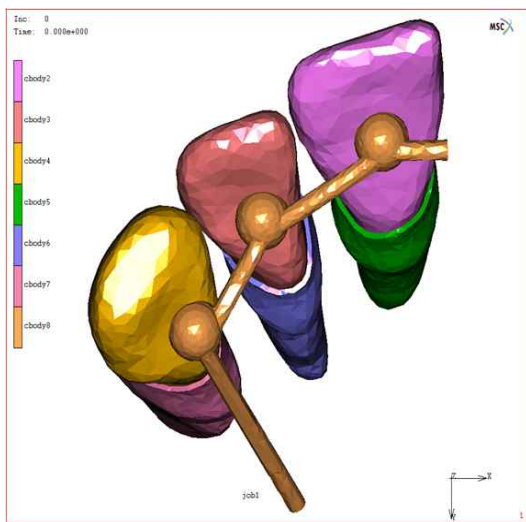 Inc: 0
Time: 0.000e+000
MSC X
cbody2
cbody3
cbody4
cbody5
cbody6
cbody7
cbody8
job1
Z X
Y
1